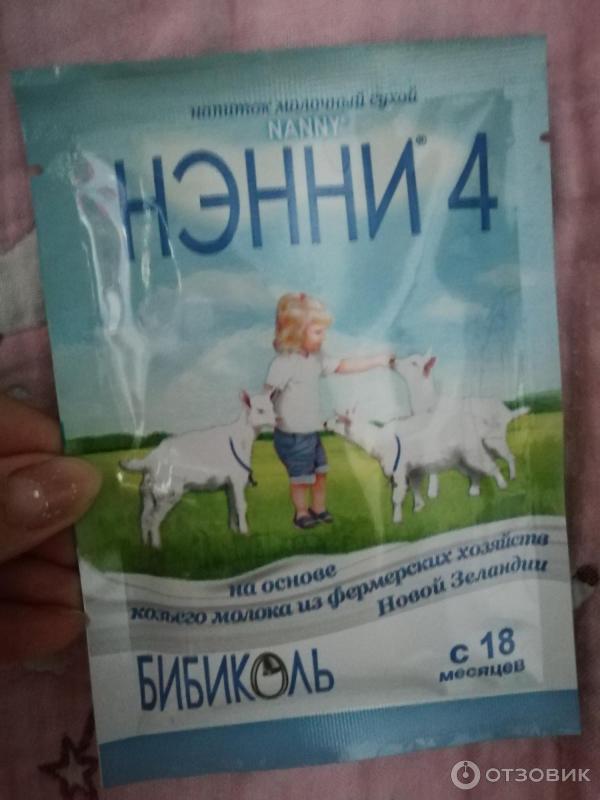 напиток молочный сухой
NANNY®
НЭННИ® 4
на основе
козьего молока из фермерских хозяйств
Новой Зеландии
БИБИКОЛЬ
с 18
месяцев
ОТЗОВИК